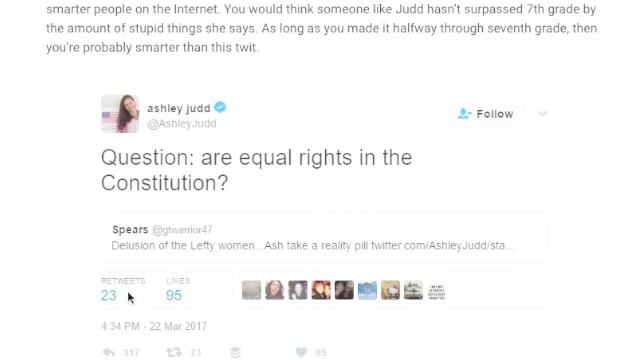 smarter people on the Internet. You would think someone like Judd hasn't surpassed 7th grade by
the amount of stupid things she says. As long as you made it halfway through seventh grade, then
you're probably smarter than this twit.
ashley judd
@AshleyJudd
Follow
Question: are equal rights in the
Constitution?
Spears @gtwarrior47
Delusion of the Lefty women...Ash take a reality pill twitter.com/AshleyJudd/sta...
RETWEETS LIKES
23 95
4:34 PM - 22 Mar 2017
317 23 95